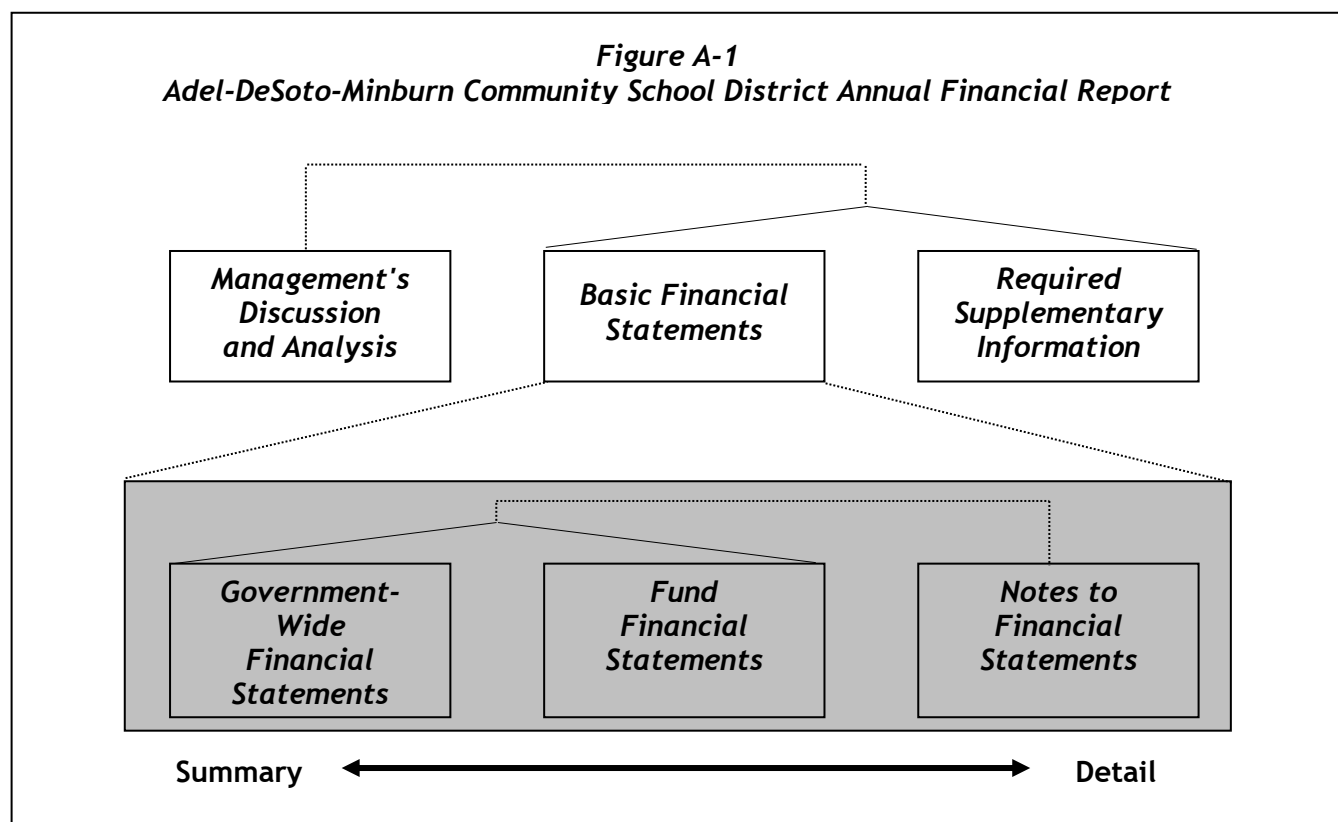 Figure A-1
Adel-DeSoto-Minburn Community School District Annual Financial Report
Management's
Discussion
and Analysis
Basic Financial
Statements
Required
Supplementary
Information
Government-
Wide
Financial
Statements
Fund
Financial
Statements
Notes to
Financial
Statements
Summary
Detail